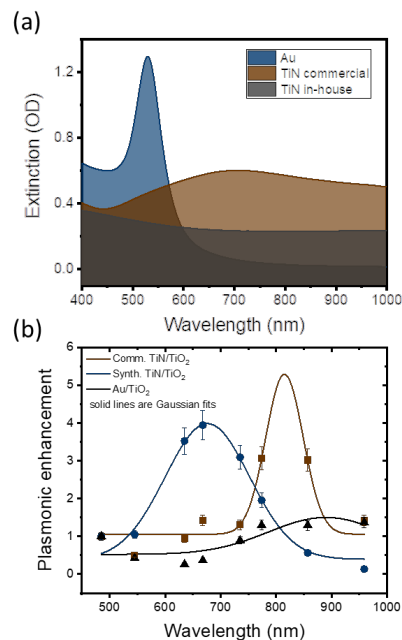 (a)
Au
TiN commercial
TiN in-house
Extinction (OD)
1.2
0.8
0.4
0.0
400 500 600 700 800 900 1000
Wavelength (nm)
(b)
Comm. TiN/TiO₂
Synth. TiN/TiO₂
Au/TiO₂
solid lines are Gaussian fits
Plasmonic enhancement
6
5
4
3
2
1
0
500 600 700 800 900
Wavelength (nm)